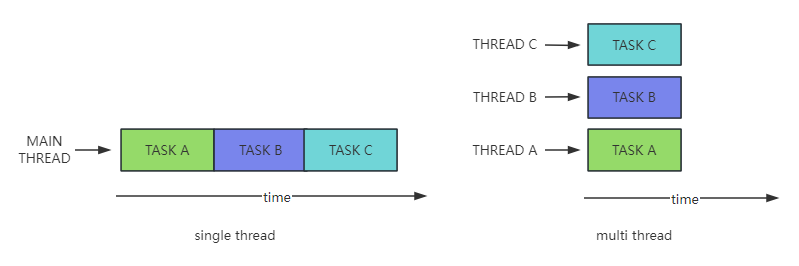 MAIN
THREAD
TASK A
TASK B
TASK C
time
single thread
THREAD C
TASK C
THREAD B
TASK B
THREAD A
TASK A
time
multi thread